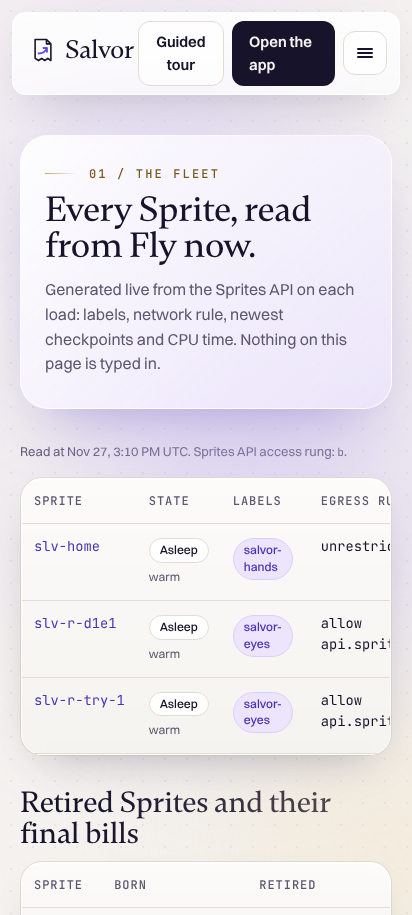 Salvor
Guided tour
Open the app
01 / THE FLEET
Every Sprite, read
from Fly now.
Generated live from the Sprites API on each
load: labels, network rule, newest
checkpoints and CPU time. Nothing on this
page is typed in.
Read at Nov 27, 3:10 PM UTC. Sprites API access rung: b.
SPRITE STATE LABELS EGRESS
slv-home Asleep warm salvor-hands
slv-r-d1e1 Asleep warm salvor-eyes allow
slv-r-try-1 Asleep warm salvor-eyes allow
Retired Sprites and their
final bills
SPRITE BORN RETIRED